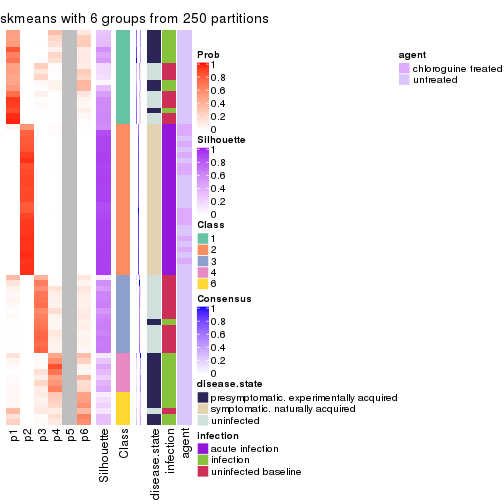 skmeans with 6 groups from 250 partitions
Prob
1
0.8
0.6
0.4
0.2
0
Silhouette
1
0.8
0.6
0.4
0.2
0
Class
1
2
3
4
6
Consensus
1
0.8
0.6
0.4
0.2
0
disease.state
presymptomatic. experimentally acquired
symptomatic. naturally acquired
uninfected
infection
acute infection
infection
uninfected baseline
agent
chloroguine treated
untreated
p1
p2
p3
p4
p5
p6
Silhouette
Class
disease.state
infection
agent